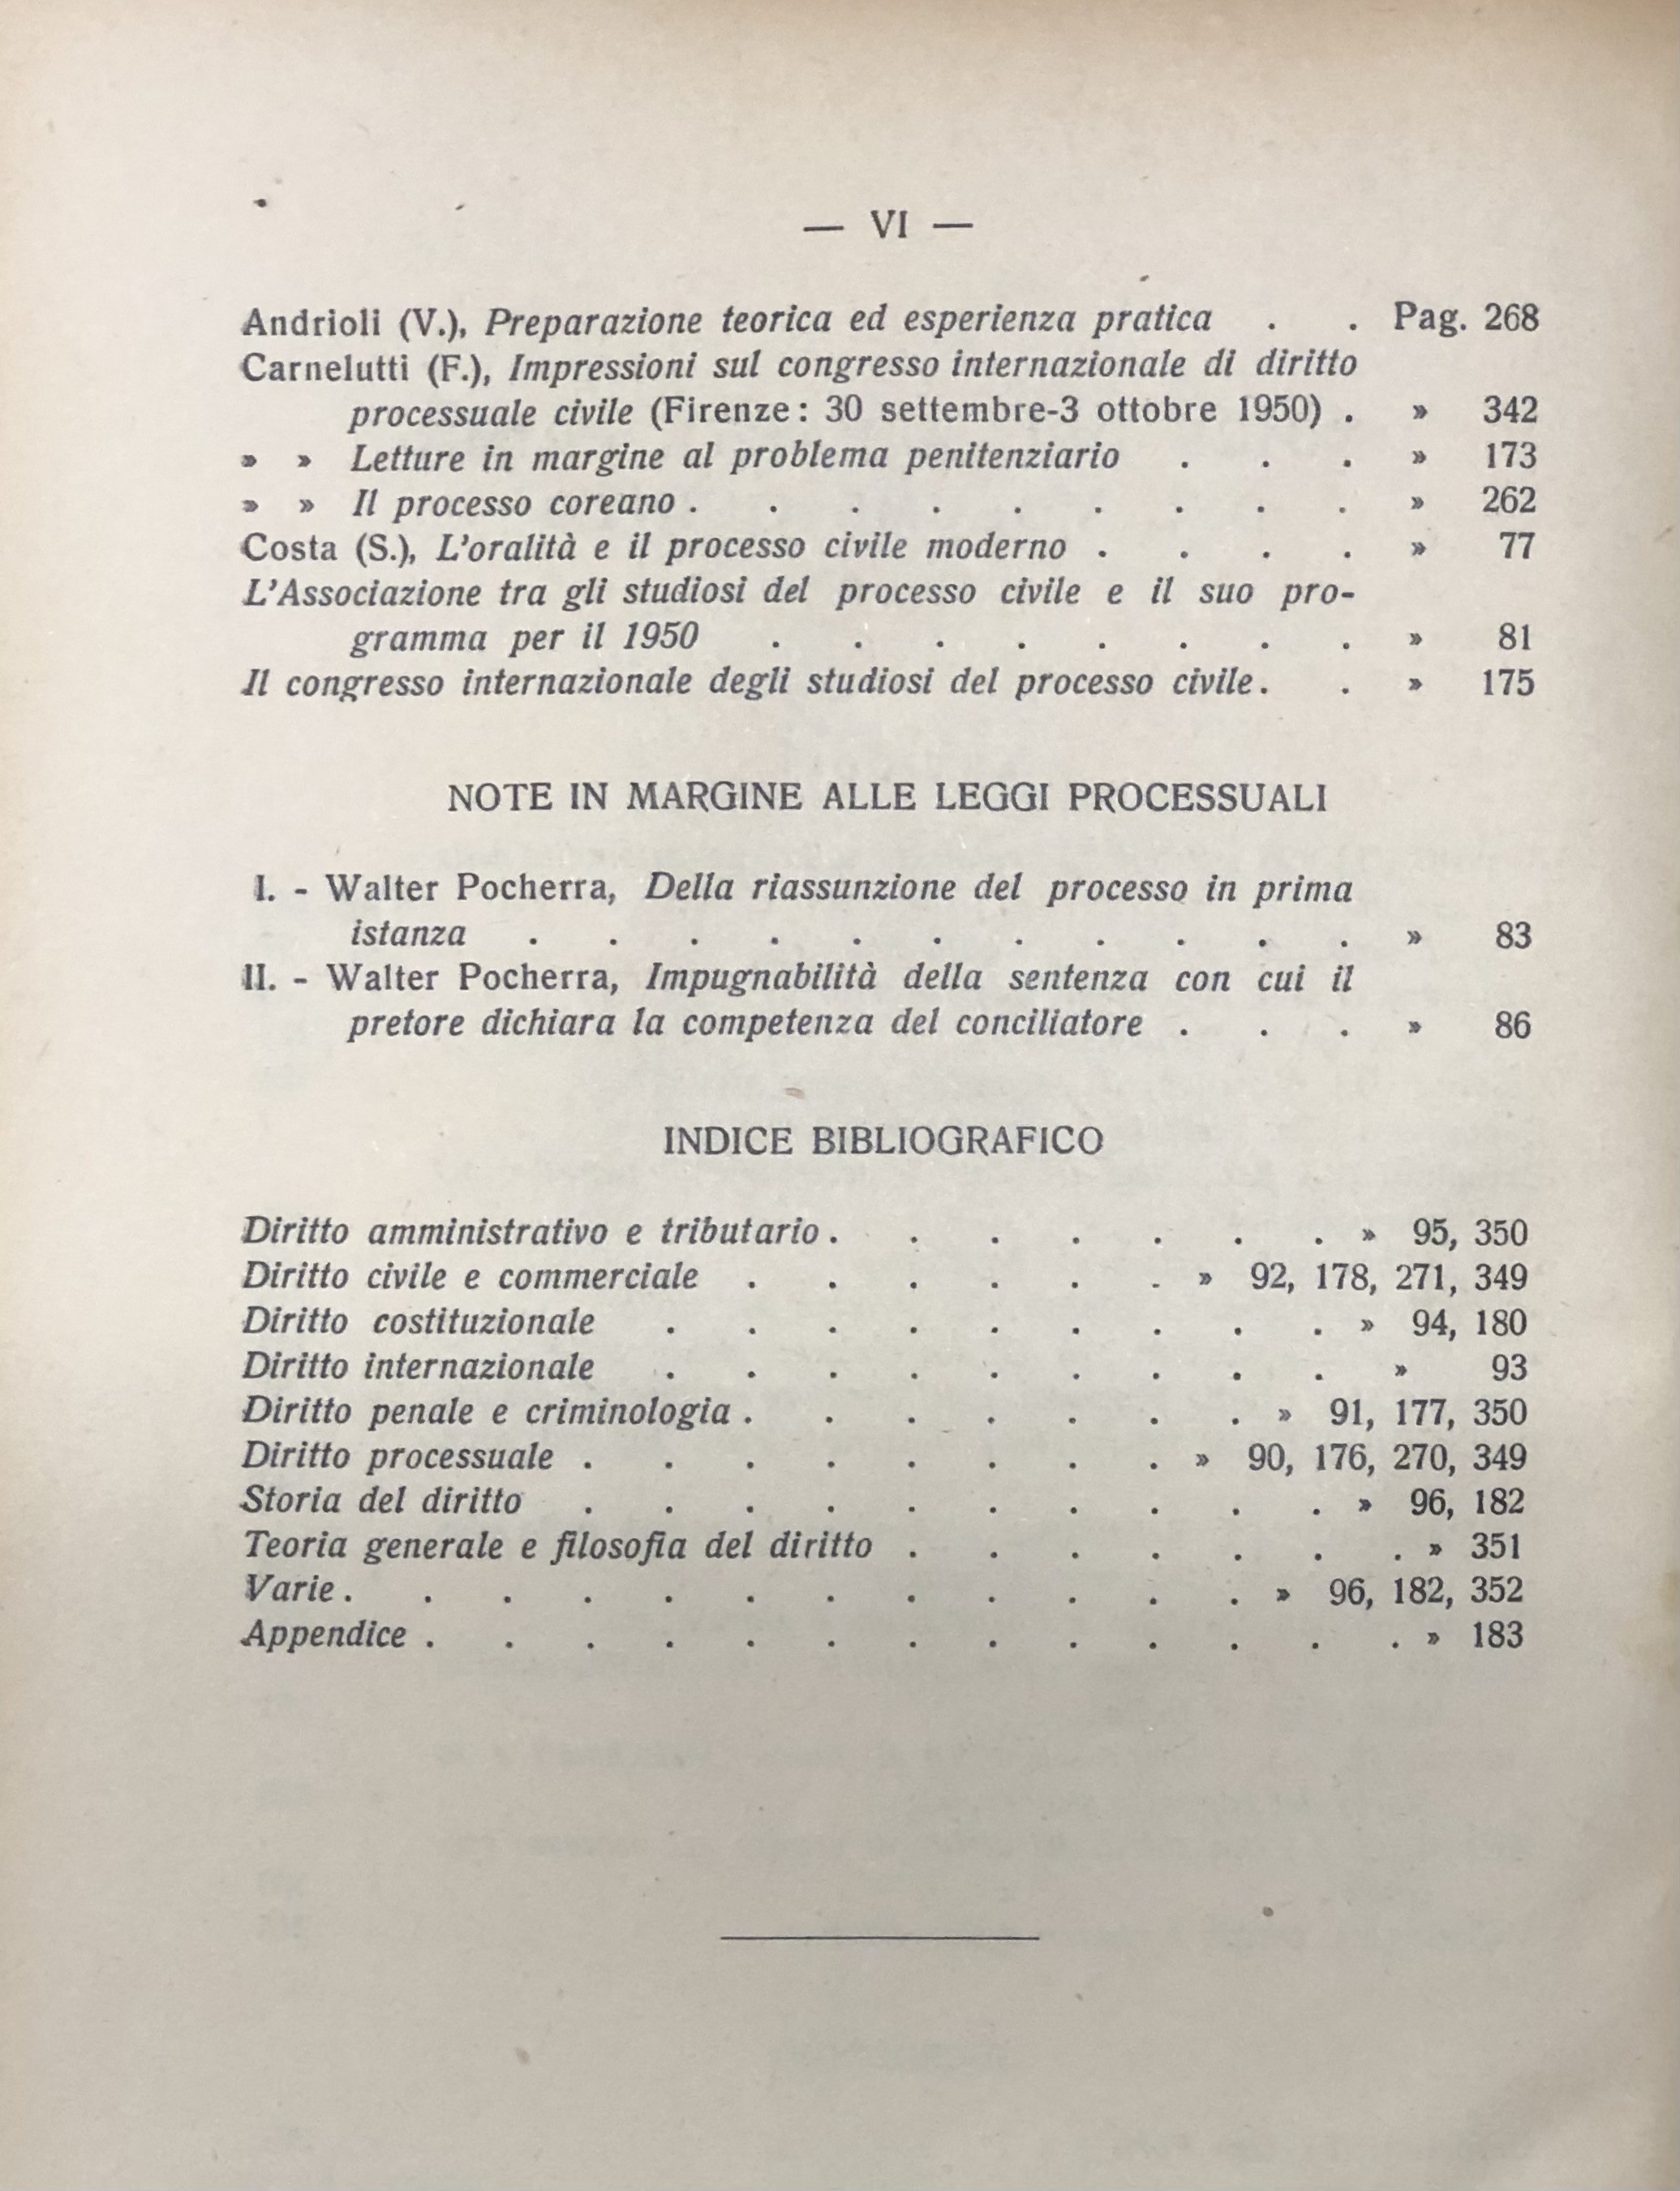 — VI —
Andrioli (V.), Preparazione teorica ed esperienza pratica . . Pag. 268
Carnelutti (F.), Impressioni sul congresso internazionale di diritto
processuale civile (Firenze: 30 settembre-3 ottobre 1950) . » 342
» » Letture in margine al problema penitenziario . . . » 173
» » Il processo coreano . . . . . . . . . » 262
Costa (S.), L'oralità e il processo civile moderno . . . . » 77
L'Associazione tra gli studiosi del processo civile e il suo pro-
gramma per il 1950 . . . . . . . . » 81
Il congresso internazionale degli studiosi del processo civile . . » 175
NOTE IN MARGINE ALLE LEGGI PROCESSUALI
I. - Walter Pocherra, Della riassunzione del processo in prima
istanza . . . . . . . . . . . » 83
II. - Walter Pocherra, Impugnabilità della sentenza con cui il
pretore dichiara la competenza del conciliatore . . . » 86
INDICE BIBLIOGRAFICO
Diritto amministrativo e tributario . . . . . . . » 95, 350
Diritto civile e commerciale . . . . . . » 92, 178, 271, 349
Diritto costituzionale . . . . . . . . . » 94, 180
Diritto internazionale . . . . . . . . . » 93
Diritto penale e criminologia . . . . . . . » 91, 177, 350
Diritto processuale . . . . . . . . » 90, 176, 270, 349
Storia del diritto . . . . . . . . . . » 96, 182
Teoria generale e filosofia del diritto . . . . . . . » 351
Varie . . . . . . . . . . . . » 96, 182, 352
Appendice . . . . . . . . . . . . . » 183